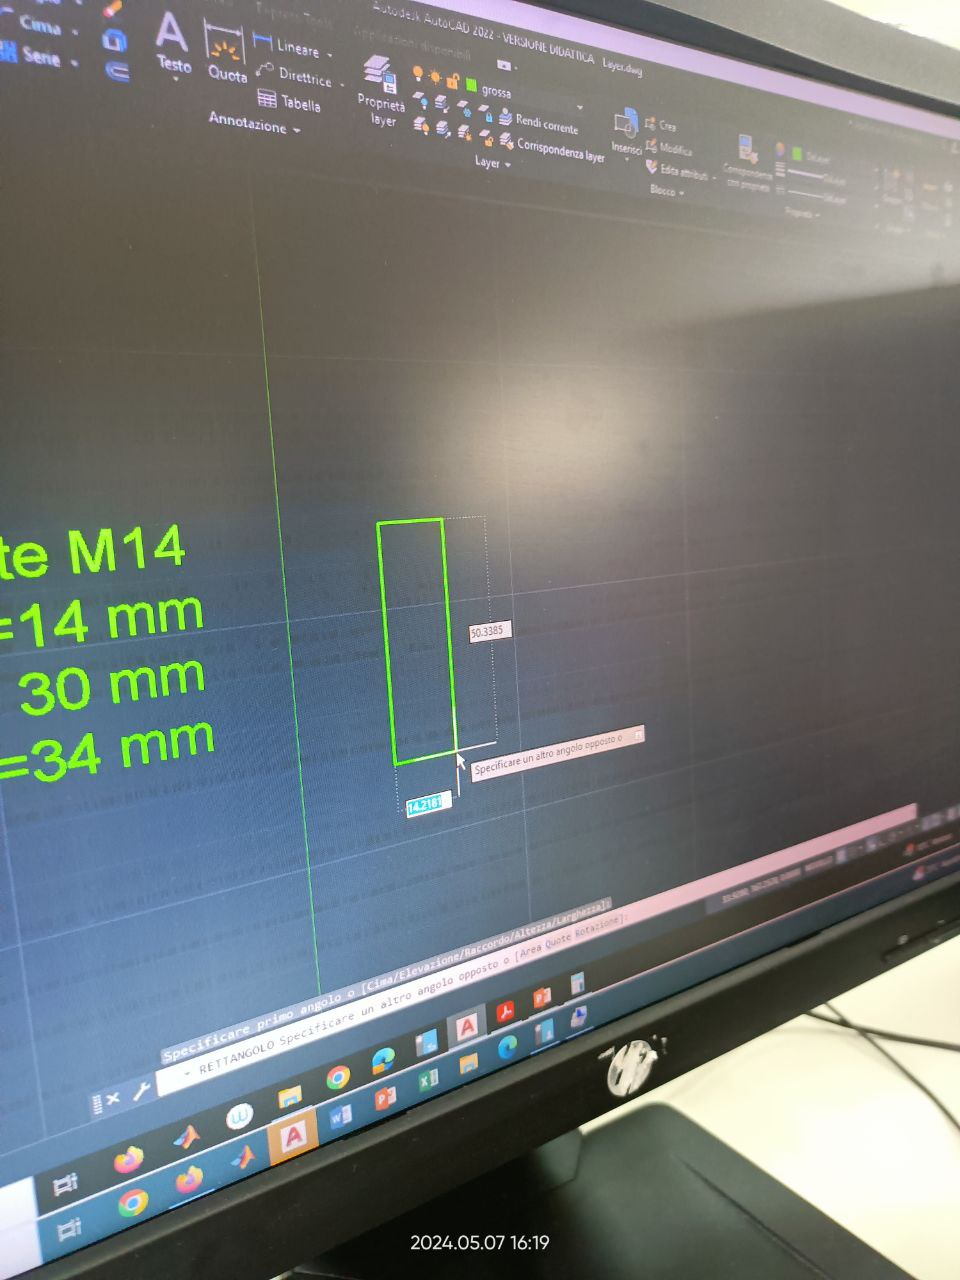 Autodesk AutoCAD 2022 - VERSIONE DIDATTICA Layer.dwg
Cima
Serie
Testo
Quota
Lineare
Direttrice
Tabella
Annotazione
Proprietà
layer
grossa
Rendi corrente
Corrispondenza layer
Layer
Inserisci
Crea
Modifica
Edita attributi
Blocco
te M14
=14 mm
30 mm
=34 mm
50.3385
Specificare un altro angolo opposto o
14.2181
Specificare primo angolo o [Cima/Elevazione/Raccordo/Altezza/Larghezza]:
RETTANGOLO Specificare un altro angolo opposto o [Area Quote Rotazione]:
hp
2024.05.07 16:19